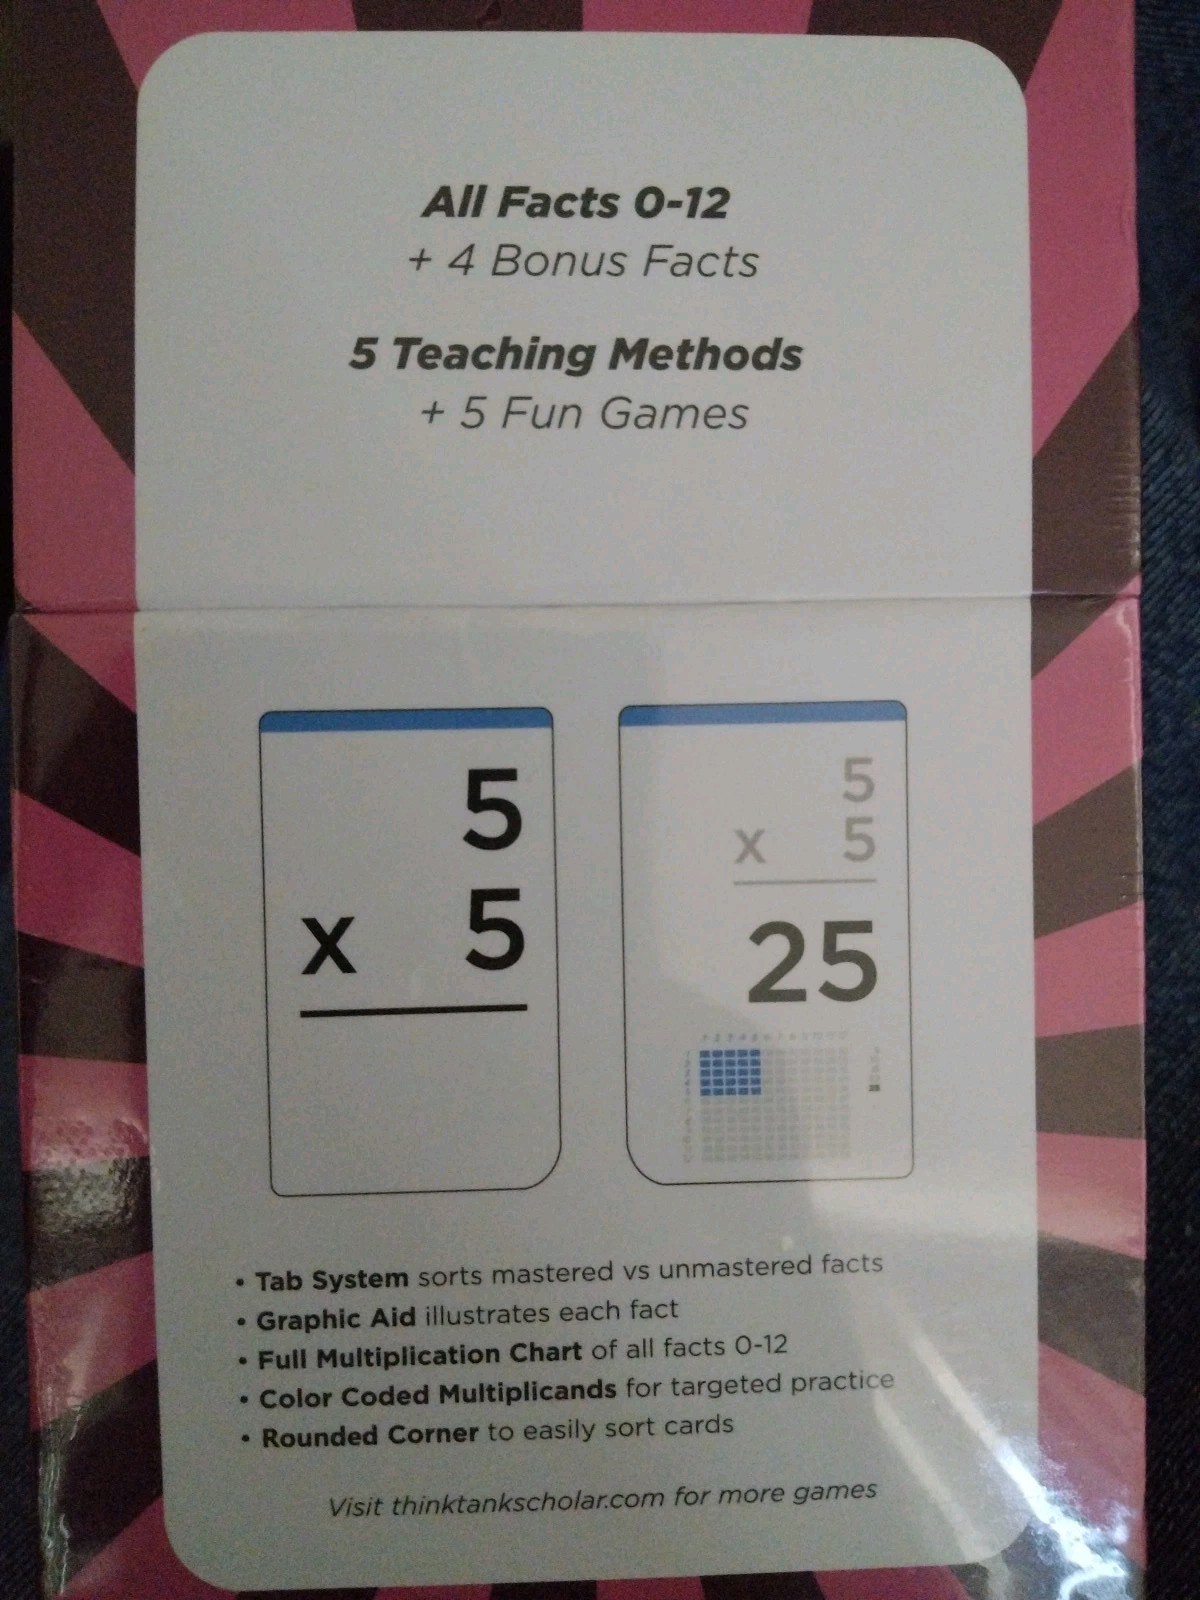 All Facts 0-12
+ 4 Bonus Facts
5 Teaching Methods
+ 5 Fun Games
5
x 5
5
x 5
25
• Tab System sorts mastered vs unmastered facts
• Graphic Aid illustrates each fact
• Full Multiplication Chart of all facts 0-12
• Color Coded Multiplicands for targeted practice
• Rounded Corner to easily sort cards
Visit thinktankscholar.com for more games